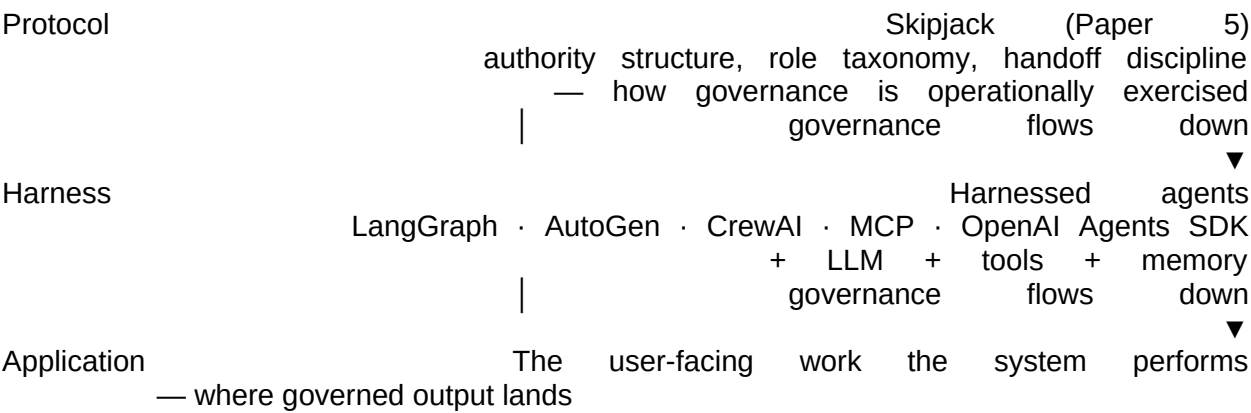 Protocol Skipjack (Paper 5)
authority structure, role taxonomy, handoff discipline
— how governance is operationally exercised
│ governance flows down
▼
Harness Harnessed agents
LangGraph · AutoGen · CrewAI · MCP · OpenAI Agents SDK
+ LLM + tools + memory
│ governance flows down
▼
Application The user-facing work the system performs
— where governed output lands